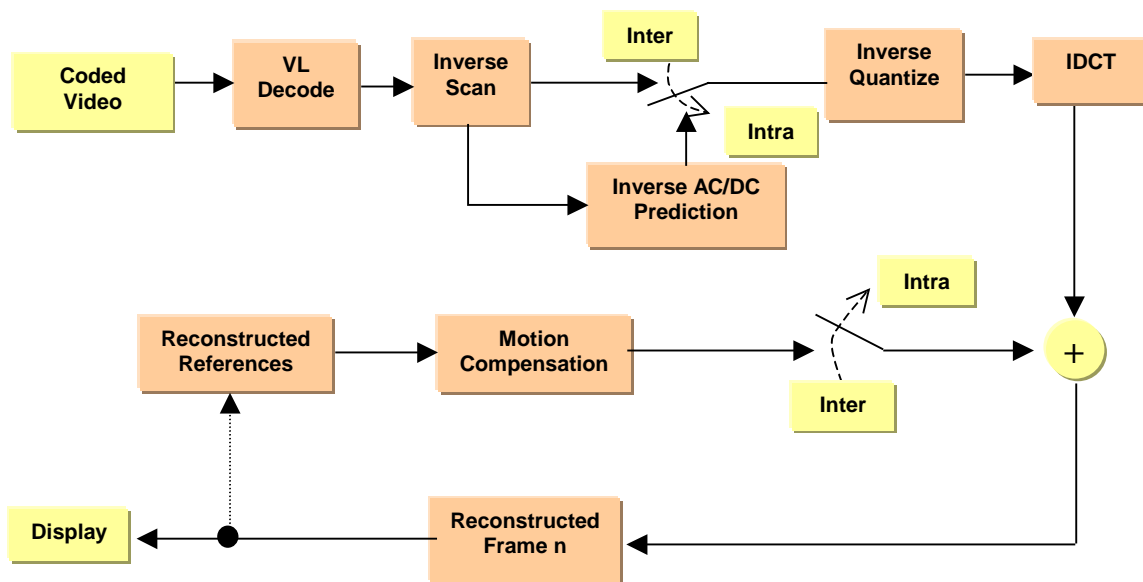 Coded
Video
VL
Decode
Inverse
Scan
Inter
Intra
Inverse
Quantize
IDCT
Inverse AC/DC
Prediction
Reconstructed
References
Motion
Compensation
Intra
Inter
+
Display
Reconstructed
Frame n